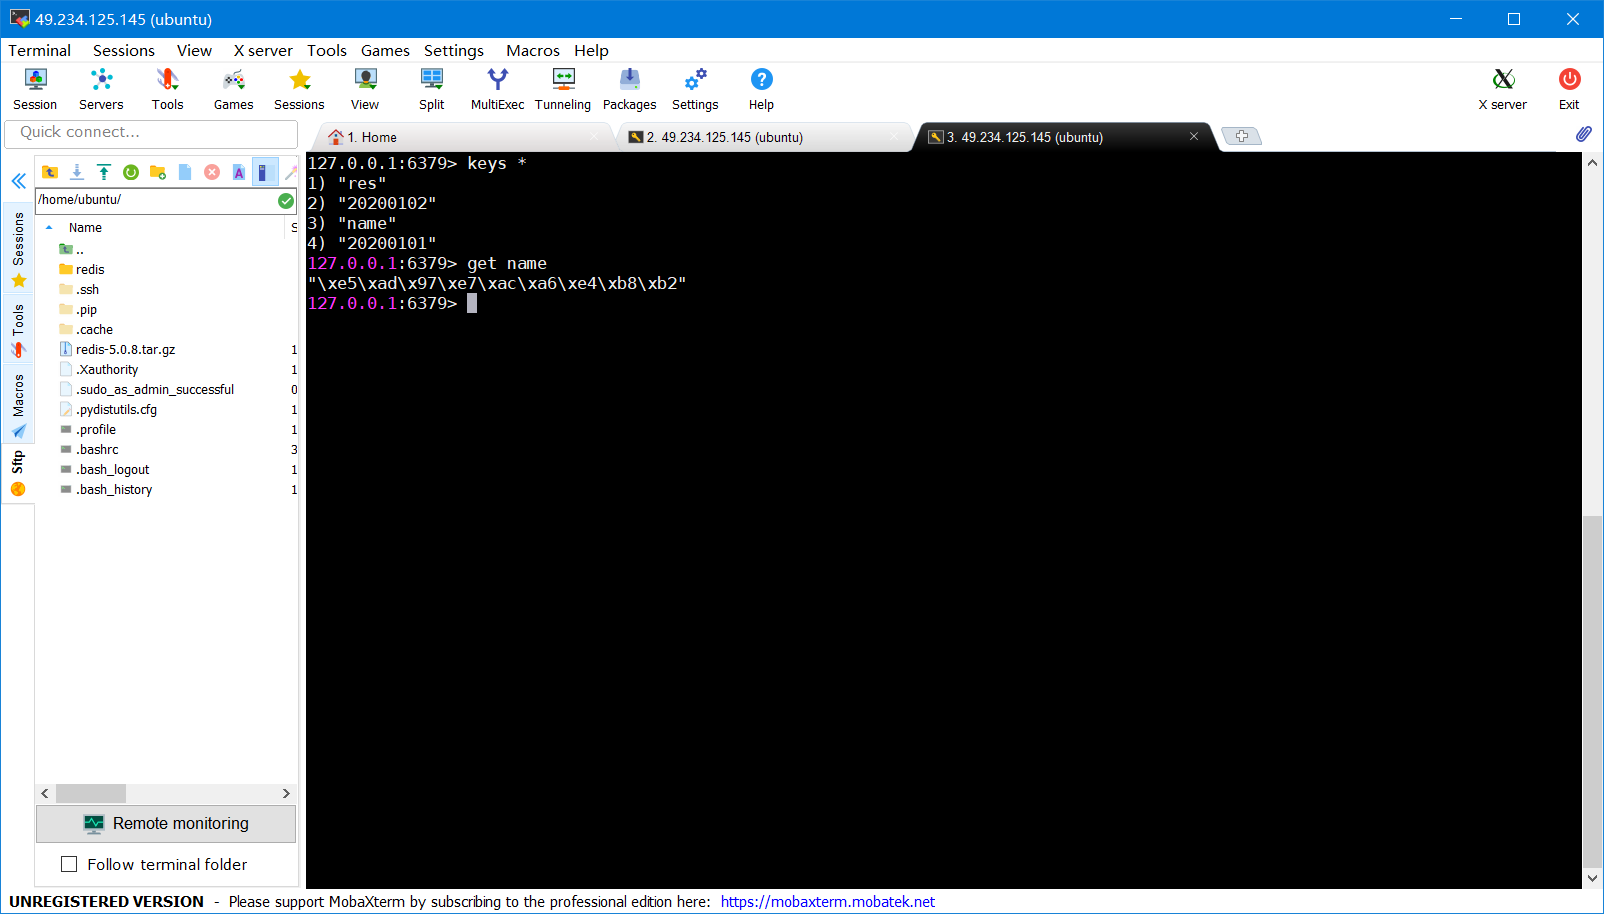 49.234.125.145 (ubuntu)
Terminal Sessions View X server Tools Games Settings Macros Help
Session Servers Tools Games Sessions View Split MultiExec Tunneling Packages Settings Help X server Exit
Quick connect...
1. Home
2. 49.234.125.145 (ubuntu)
3. 49.234.125.145 (ubuntu)
Sessions
Tools
Macros
Sftp
/home/ubuntu/
Name S
..
redis
.ssh
.pip
.cache
redis-5.0.8.tar.gz 1
.Xauthority 1
.sudo_as_admin_successful 0
.pydistutils.cfg 1
.profile 1
.bashrc 3
.bash_logout 1
.bash_history 1
Remote monitoring
Follow terminal folder
127.0.0.1:6379> keys *
1) "res"
2) "20200102"
3) "name"
4) "20200101"
127.0.0.1:6379> get name
"\xe5\xad\x97\xe7\xac\xa6\xe4\xb8\xb2"
127.0.0.1:6379>
UNREGISTERED VERSION - Please support MobaXterm by subscribing to the professional edition here: https://mobaxterm.mobatek.net